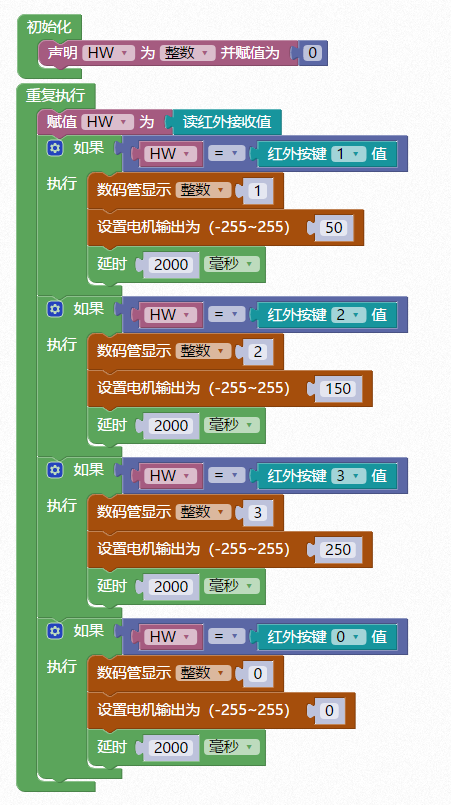 初始化
声明 HW 为 整数 并赋值为 0
重复执行
赋值 HW 为 读红外接收值
如果 HW = 红外按键 1 值
执行 数码管显示 整数 1
设置电机输出为（-255~255） 50
延时 2000 毫秒
如果 HW = 红外按键 2 值
执行 数码管显示 整数 2
设置电机输出为（-255~255） 150
延时 2000 毫秒
如果 HW = 红外按键 3 值
执行 数码管显示 整数 3
设置电机输出为（-255~255） 250
延时 2000 毫秒
如果 HW = 红外按键 0 值
执行 数码管显示 整数 0
设置电机输出为（-255~255） 0
延时 2000 毫秒